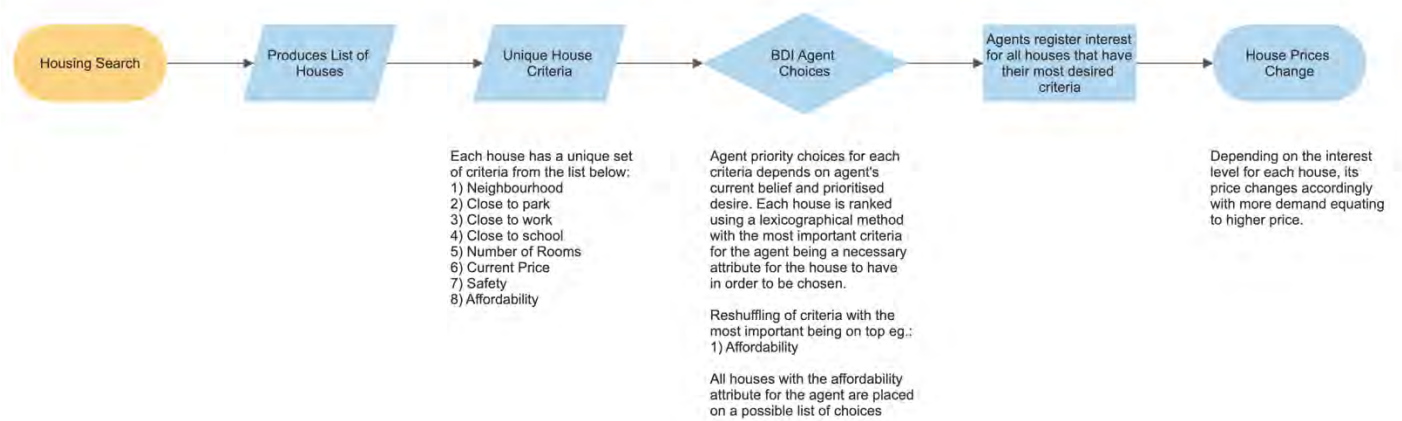 Housing Search
Produces List of
Houses
Unique House
Criteria
BDI Agent
Choices
Agents register interest
for all houses that have
their most desired
criteria
House Prices
Change
Each house has a unique set
of criteria from the list below:
1) Neighbourhood
2) Close to park
3) Close to work
4) Close to school
5) Number of Rooms
6) Current Price
7) Safety
8) Affordability
Agent priority choices for each
criteria depends on agent's
current belief and prioritised
desire. Each house is ranked
using a lexicographical method
with the most important criteria
for the agent being a necessary
attribute for the house to have
in order to be chosen.
Reshuffling of criteria with the
most important being on top eg.:
1) Affordability
All houses with the affordability
attribute for the agent are placed
on a possible list of choices
Depending on the interest
level for each house, its
price changes accordingly
with more demand equating
to higher price.